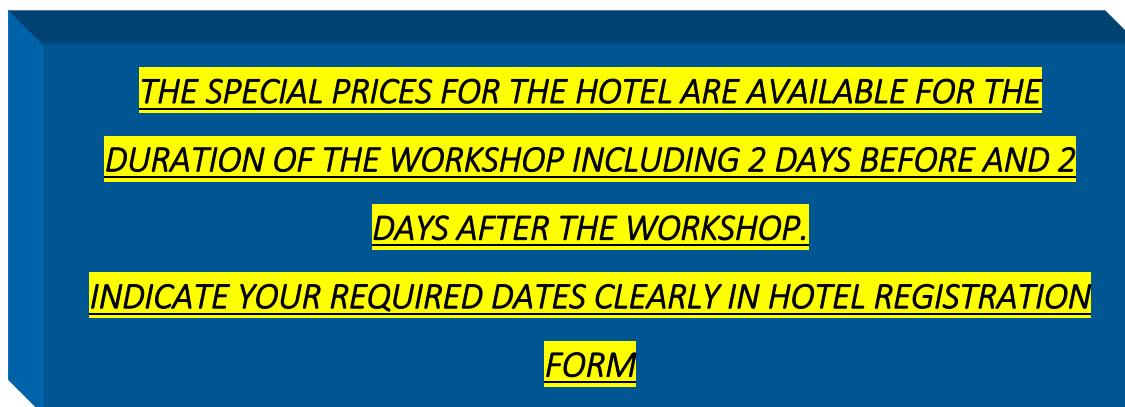 THE SPECIAL PRICES FOR THE HOTEL ARE AVAILABLE FOR THE
DURATION OF THE WORKSHOP INCLUDING 2 DAYS BEFORE AND 2
DAYS AFTER THE WORKSHOP.
INDICATE YOUR REQUIRED DATES CLEARLY IN HOTEL REGISTRATION
FORM